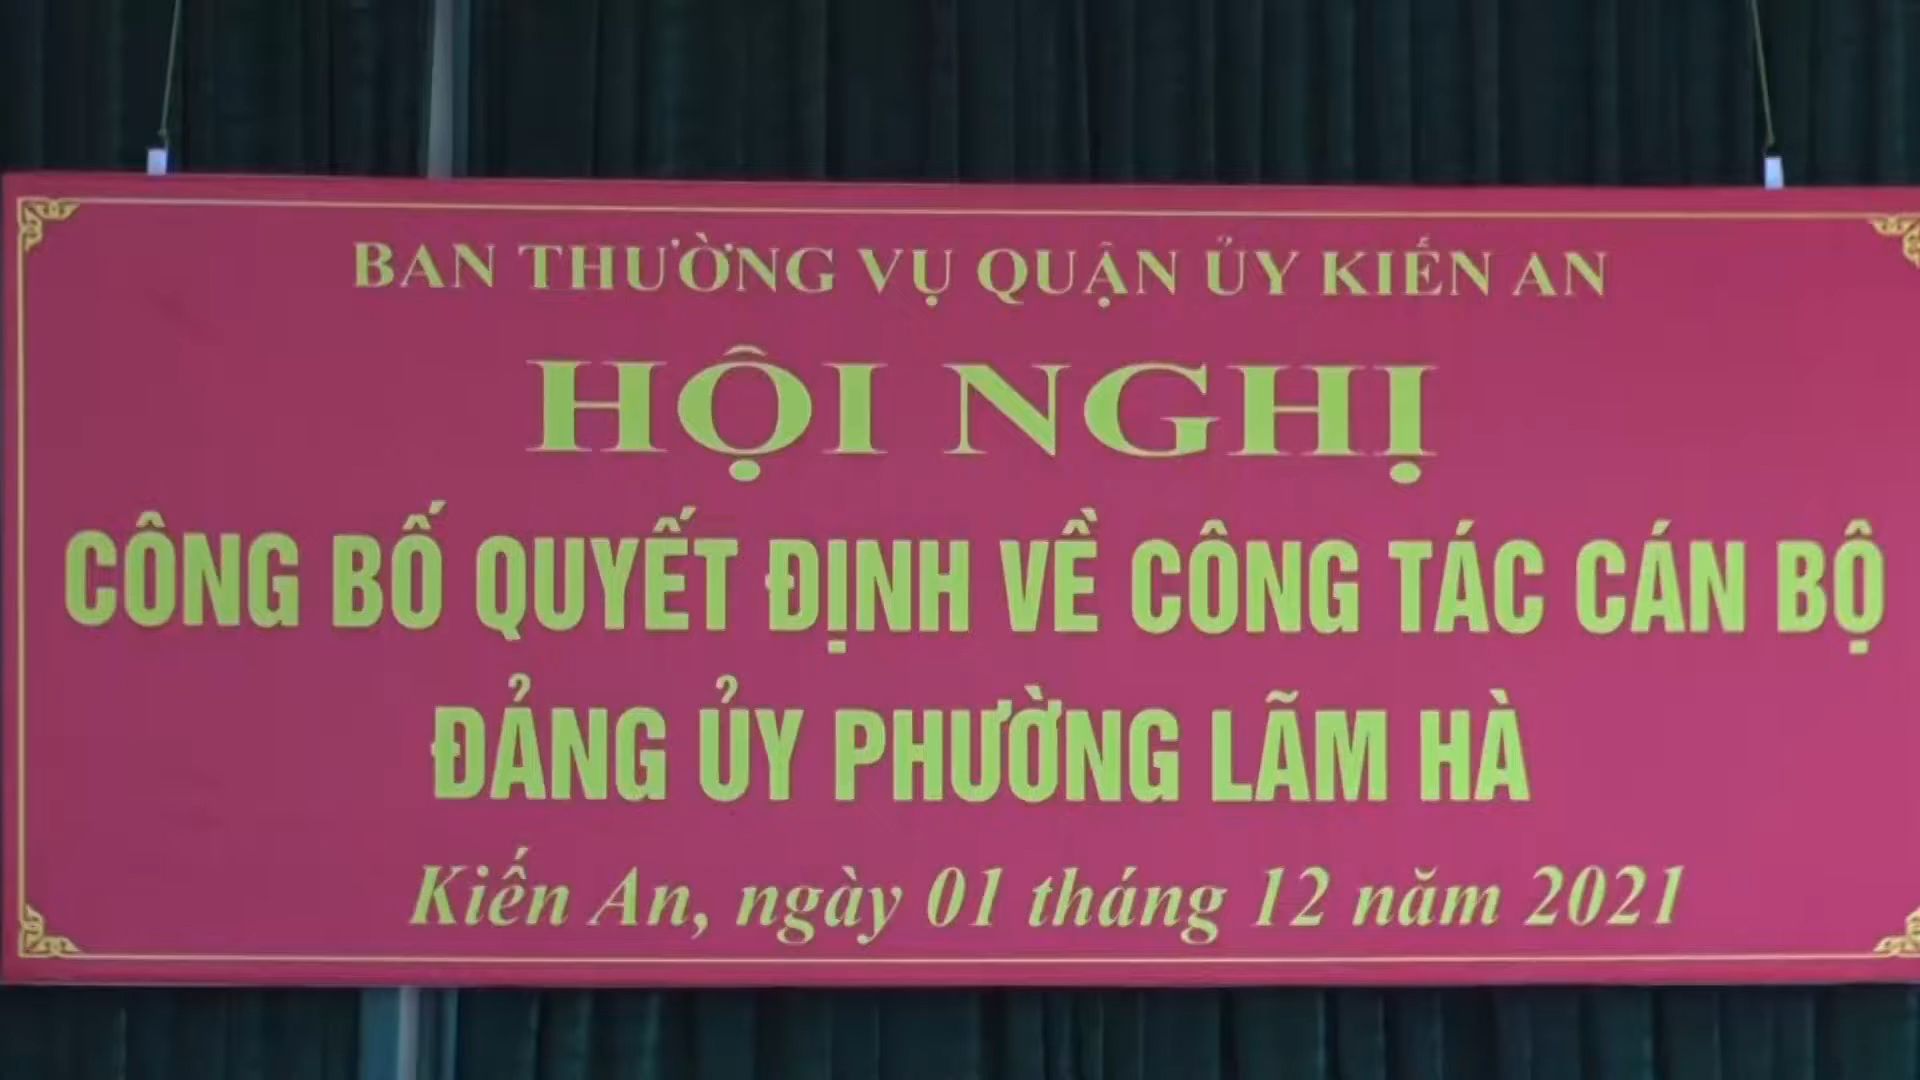 BAN THƯỜNG VỤ QUẬN ỦY KIẾN AN
HỘI NGHỊ
CÔNG BỐ QUYẾT ĐỊNH VỀ CÔNG TÁC CÁN BỘ
ĐẢNG ỦY PHƯỜNG LÃM HÀ
Kiến An, ngày 01 tháng 12 năm 2021